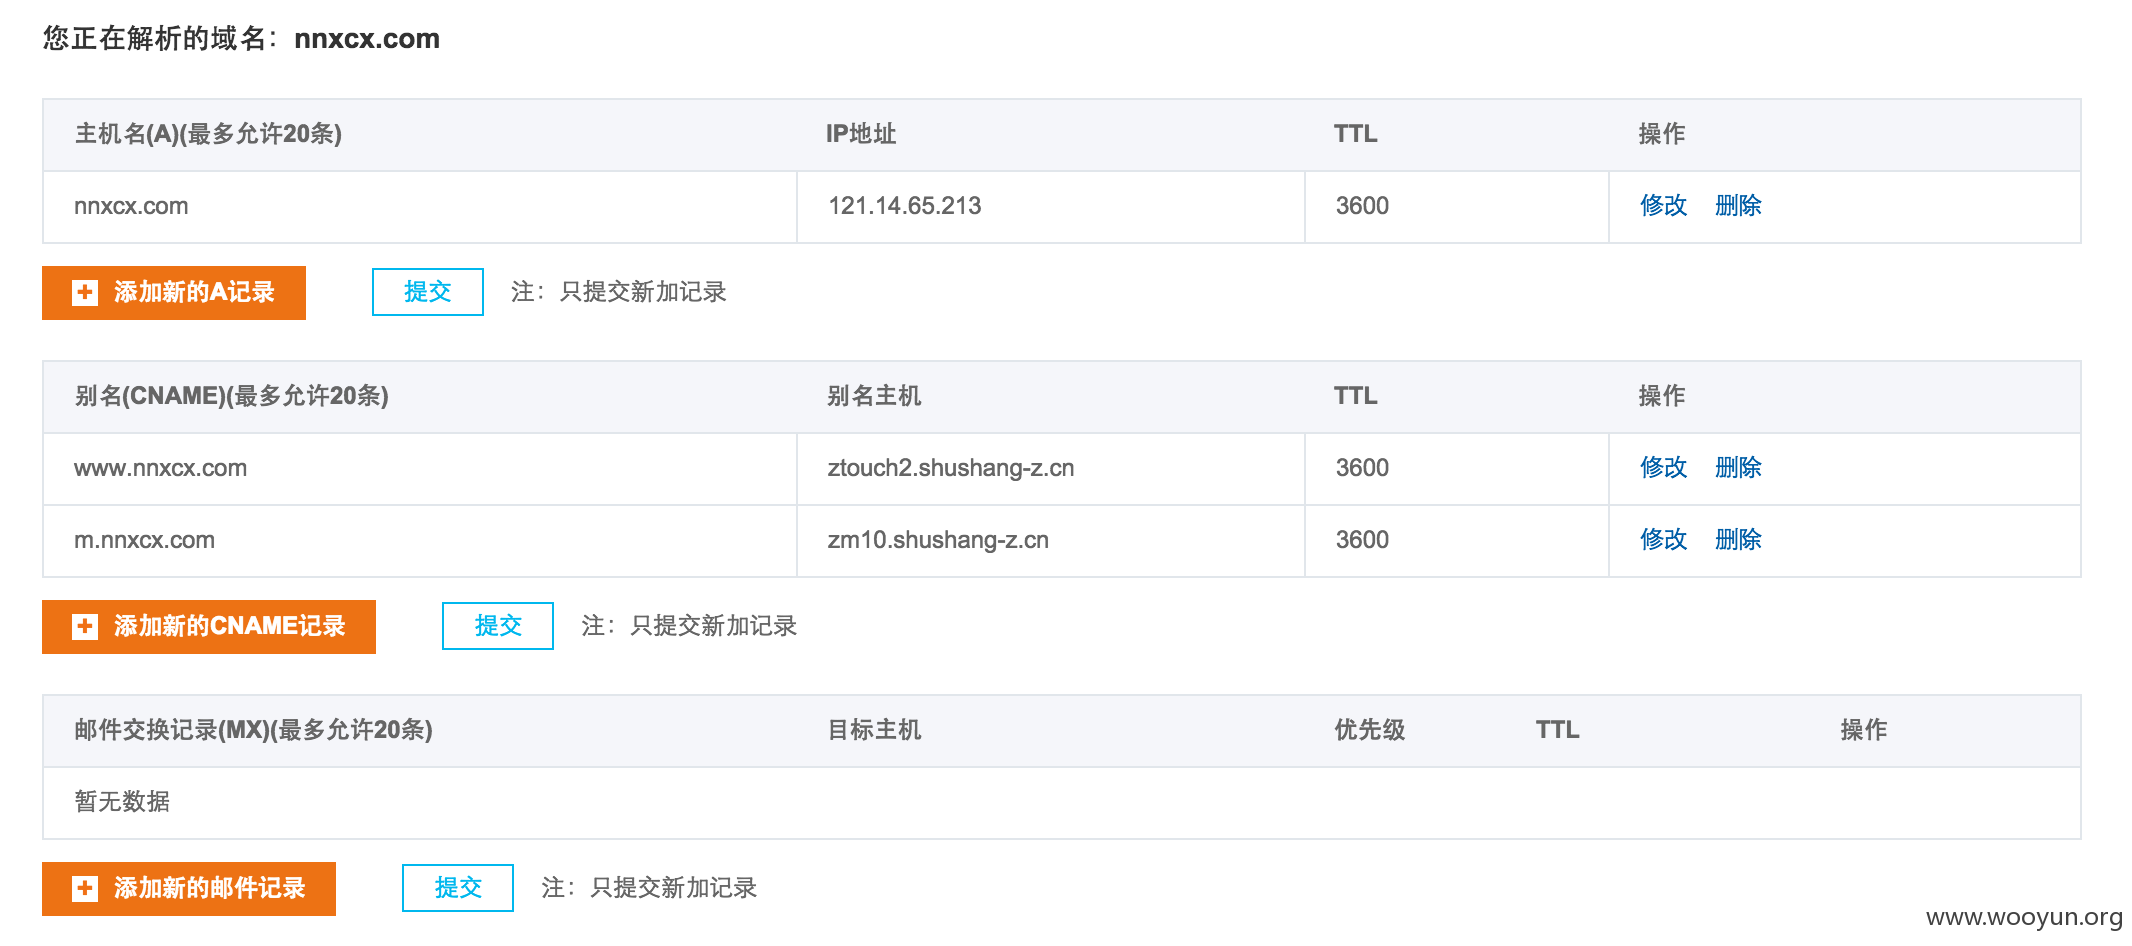 您正在解析的域名：nnxcx.com
主机名(A)(最多允许20条) IP地址 TTL 操作
nnxcx.com 121.14.65.213 3600 修改 删除
添加新的A记录 提交 注：只提交新加记录
别名(CNAME)(最多允许20条) 别名主机 TTL 操作
www.nnxcx.com ztouch2.shushang-z.cn 3600 修改 删除
m.nnxcx.com zm10.shushang-z.cn 3600 修改 删除
添加新的CNAME记录 提交 注：只提交新加记录
邮件交换记录(MX)(最多允许20条) 目标主机 优先级 TTL 操作
暂无数据
添加新的邮件记录 提交 注：只提交新加记录
www.wooyun.org